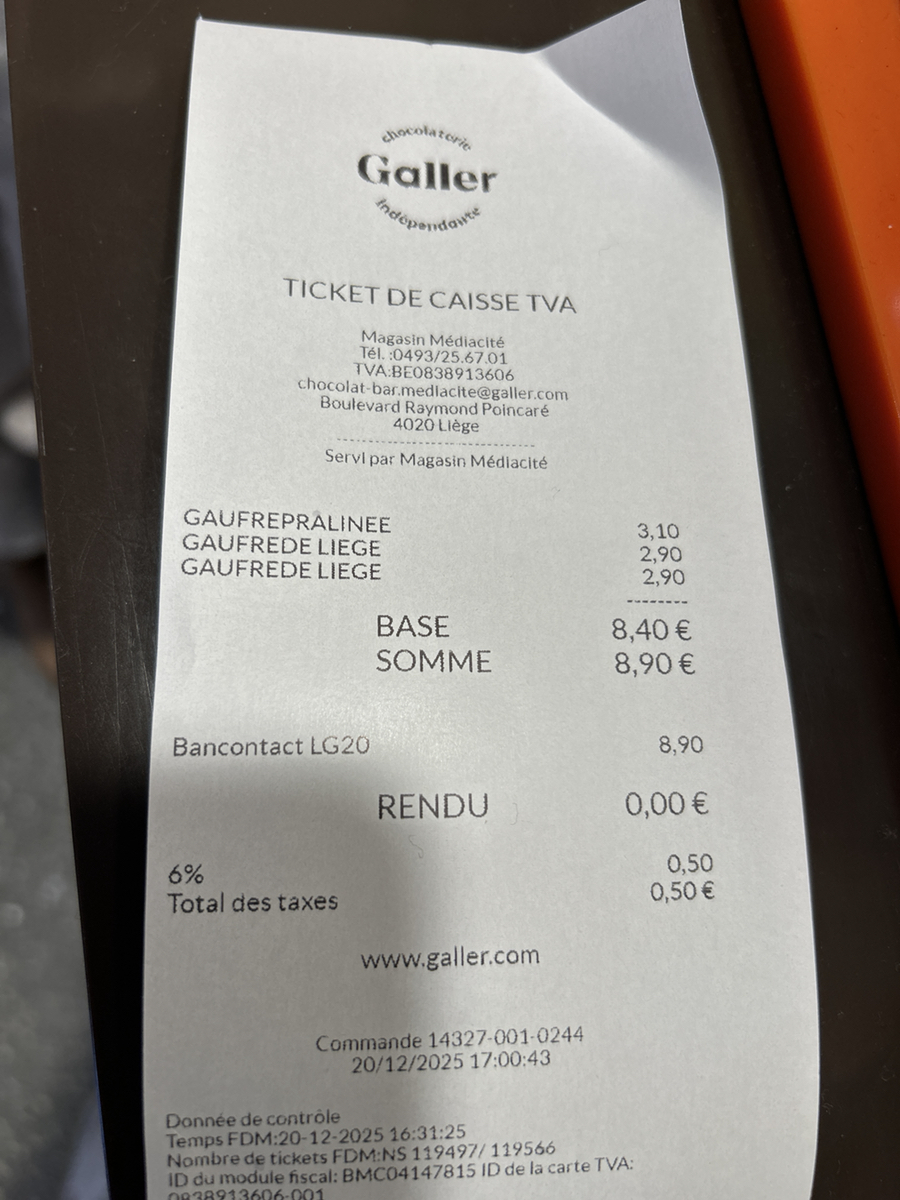 chocolaterie
Galler
indépendante
TICKET DE CAISSE TVA
Magasin Médiacité
Tél. :0493/25.67.01
TVA:BE0838913606
chocolat-bar.mediacite@galler.com
Boulevard Raymond Poincaré
4020 Liège
Servi par Magasin Médiacité
GAUFREPRALINEE 3,10
GAUFREDE LIEGE 2,90
GAUFREDE LIEGE 2,90
--------
BASE 8,40 €
SOMME 8,90 €
Bancontact LG20 8,90
RENDU 0,00 €
6% 0,50
Total des taxes 0,50 €
www.galler.com
Commande 14327-001-0244
20/12/2025 17:00:43
Donnée de contrôle
Temps FDM:20-12-2025 16:31:25
Nombre de tickets FDM:NS 119497/ 119566
ID du module fiscal: BMC04147815 ID de la carte TVA:
0838913606-001